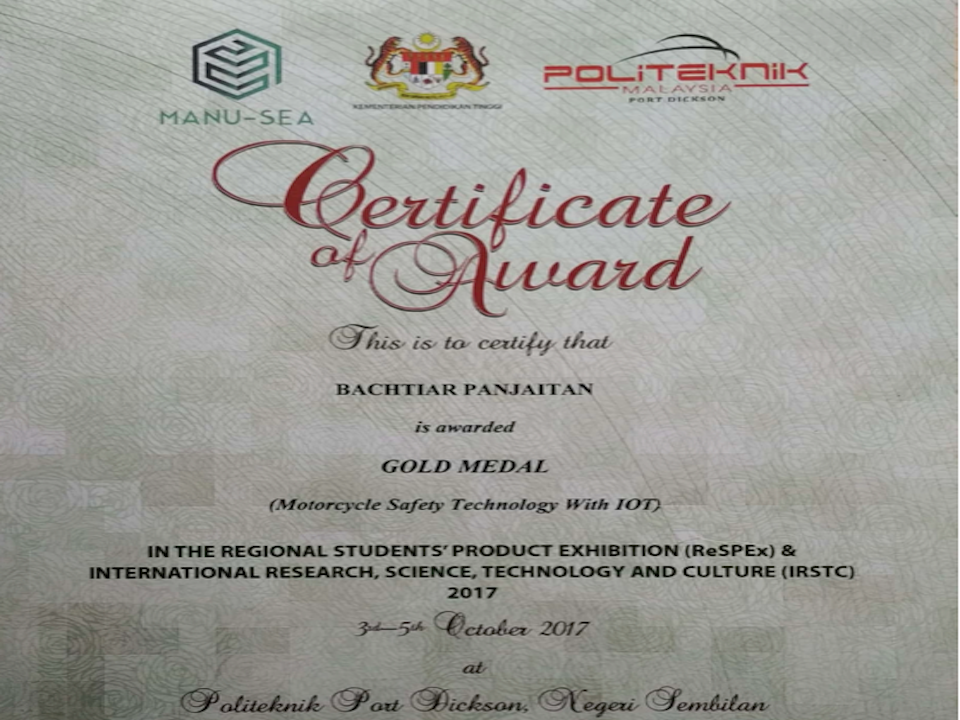 MANU-SEA
KEMENTERIAN PENDIDIKAN TINGGI
POLiTEKNiK
MALAYSIA
PORT DICKSON
Certificate
of Award
This is to certify that
BACHTIAR PANJAITAN
is awarded
GOLD MEDAL
(Motorcycle Safety Technology With IOT)
IN THE REGIONAL STUDENTS' PRODUCT EXHIBITION (ReSPEx) &
INTERNATIONAL RESEARCH, SCIENCE, TECHNOLOGY AND CULTURE (IRSTC)
2017
3rd—5th October 2017
at
Politeknik Port Dickson, Negeri Sembilan